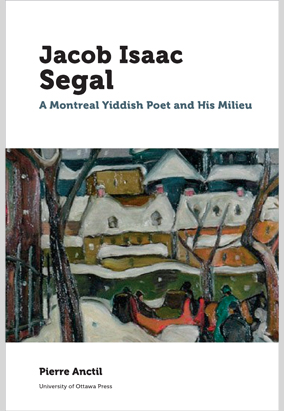 Jacob Isaac
Segal
A Montreal Yiddish Poet and His Milieu
Pierre Anctil
University of Ottawa Press